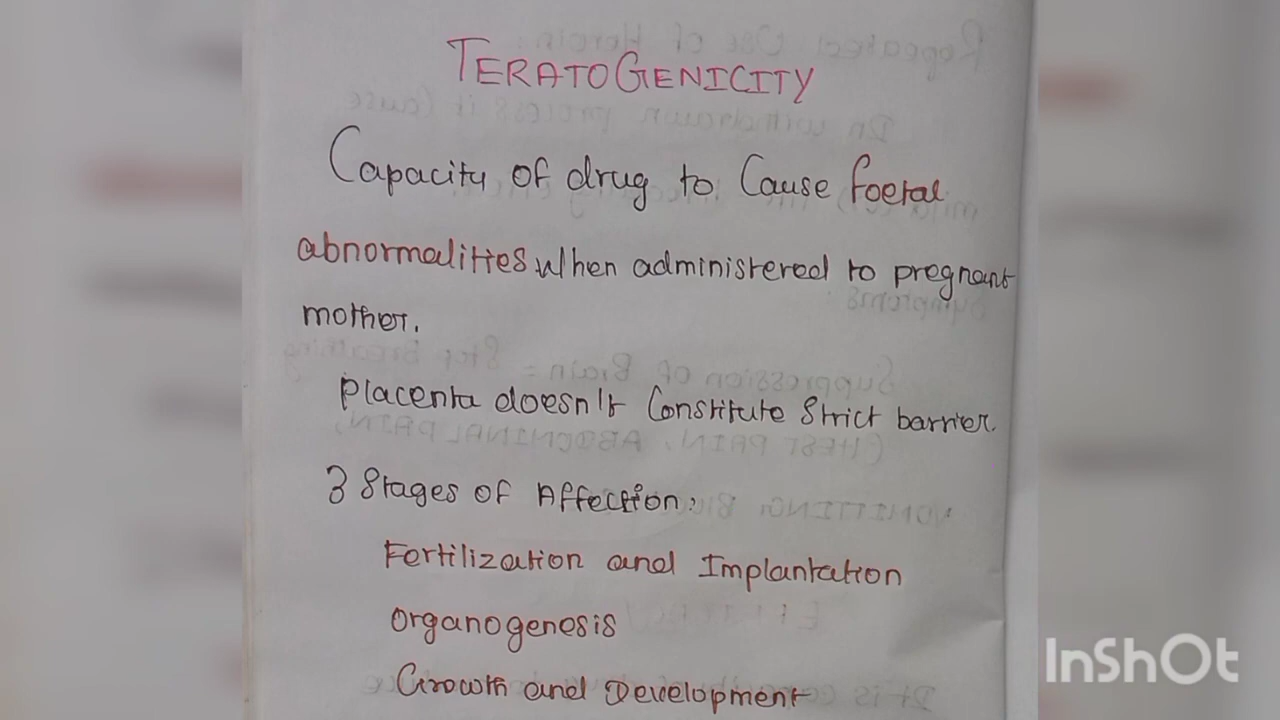 TERATOGENICITY
Capacity of drug to Cause foetal
abnormalities when administered to pregnant
mother.
Placenta doesn't Constitute Strict barrier.
3 Stages of Affection:
Fertilization and Implantation
Organogenesis
Growth and Development
InShOt